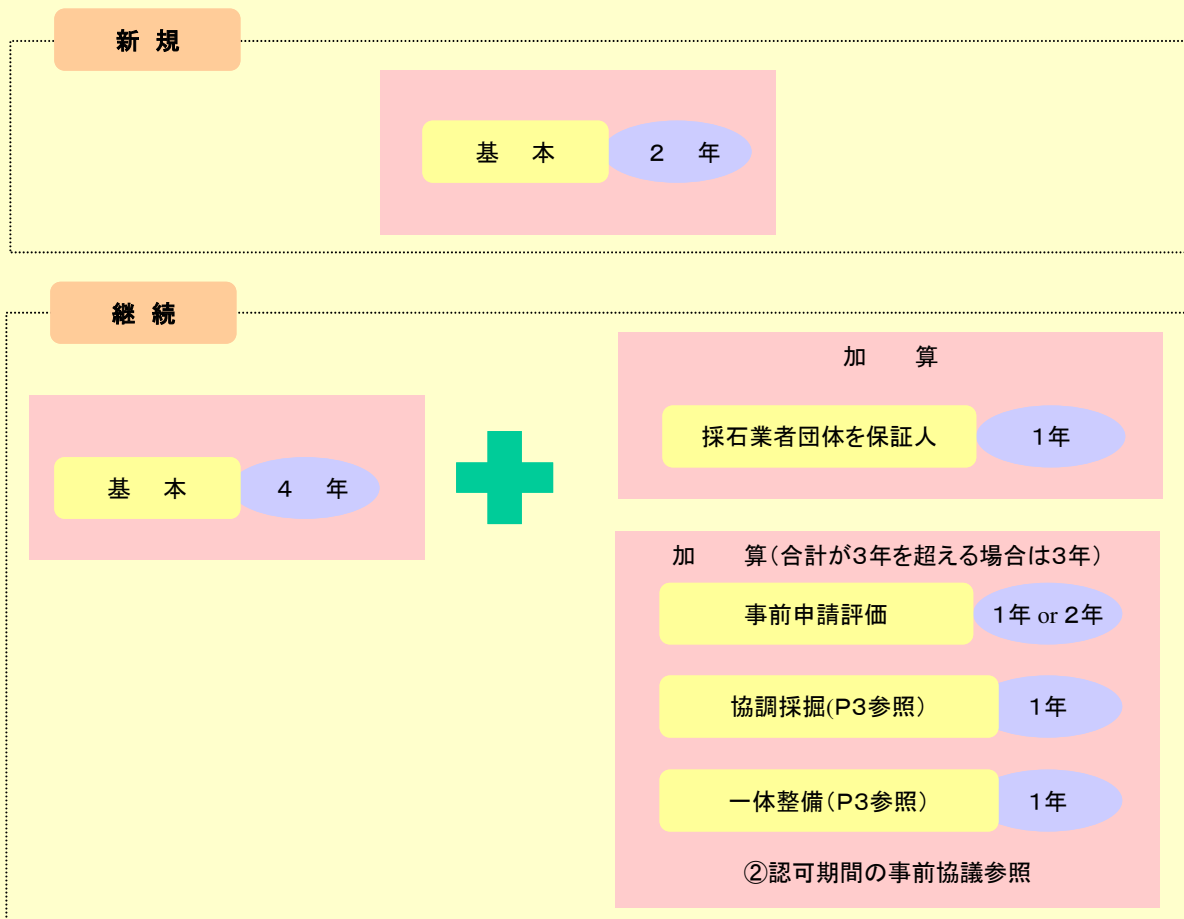 新 規
基 本
２ 年
継 続
基 本
４ 年
加 算
採石業者団体を保証人
１年
加 算（合計が３年を超える場合は３年）
事前申請評価
１年 or ２年
協調採掘(Ｐ３参照）
１年
一体整備（Ｐ３参照）
１年
②認可期間の事前協議参照